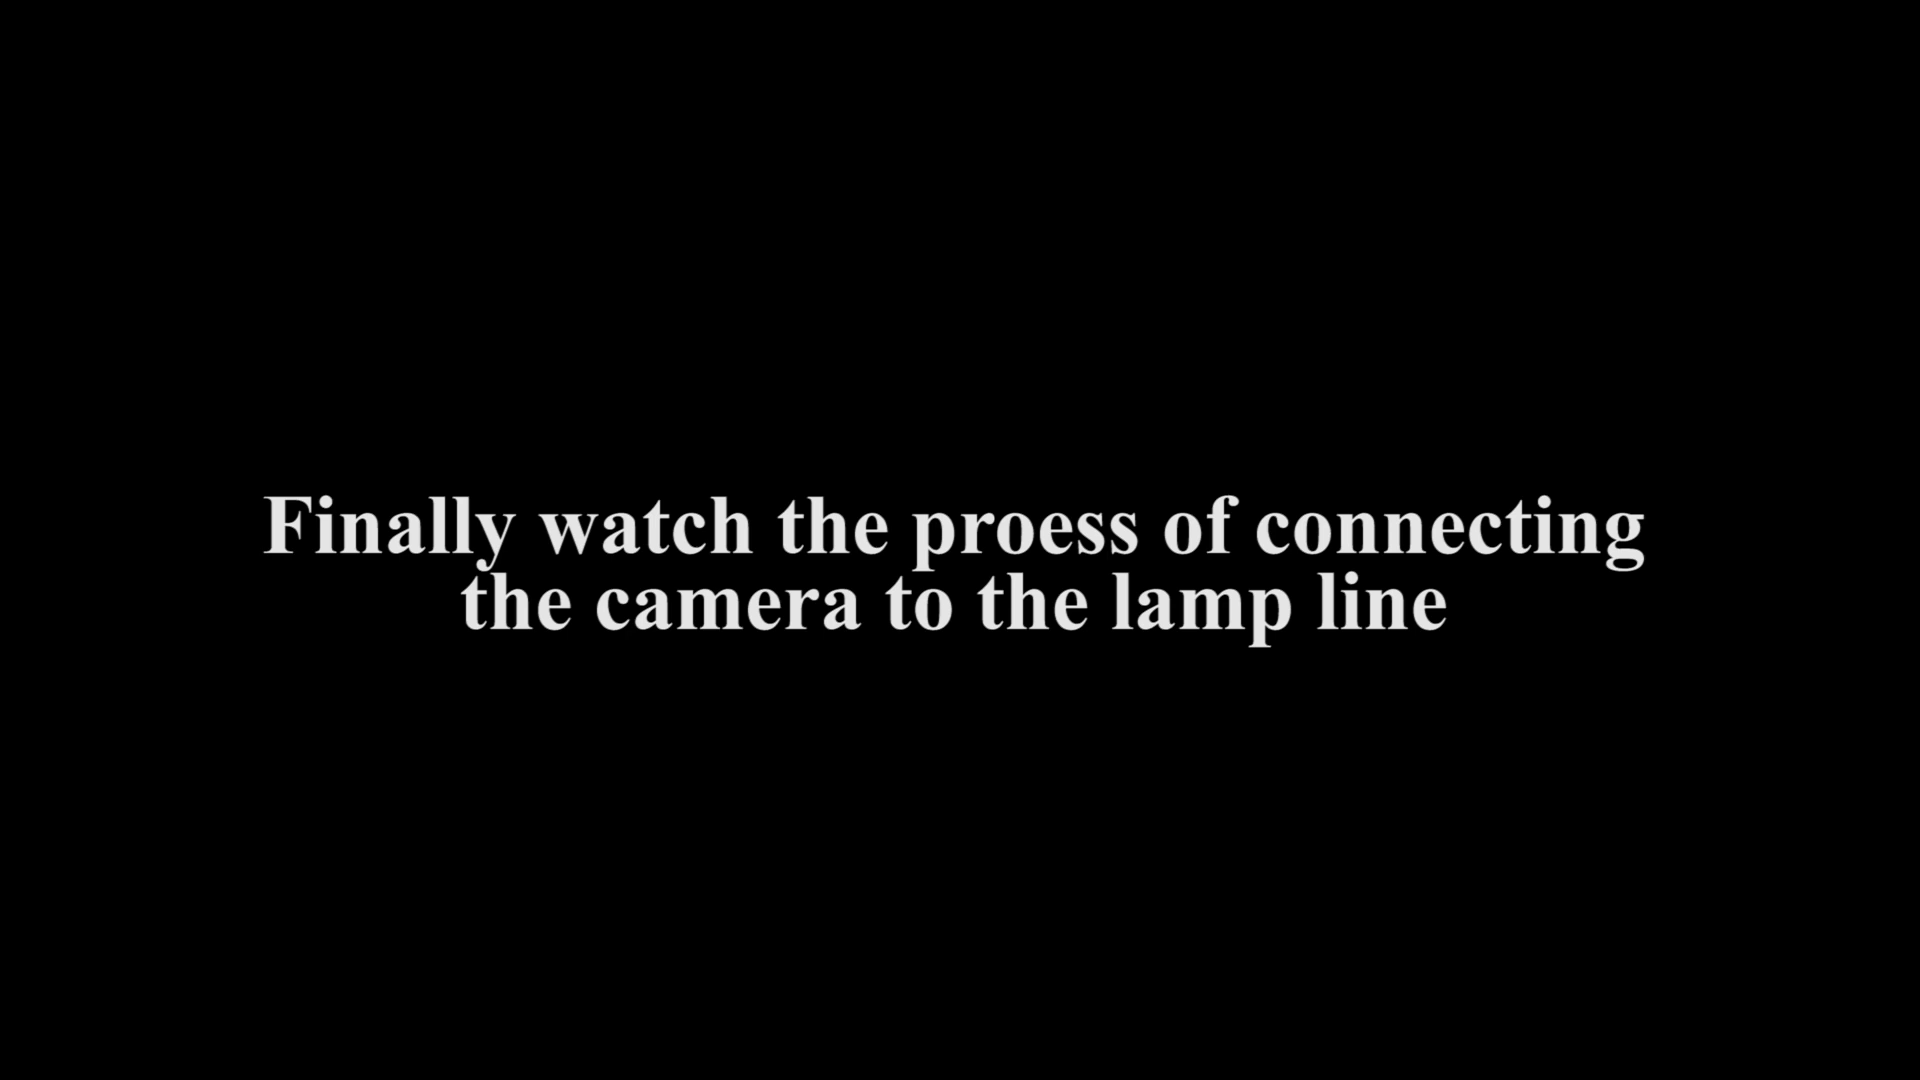 Finally watch the proess of connecting
the camera to the lamp line